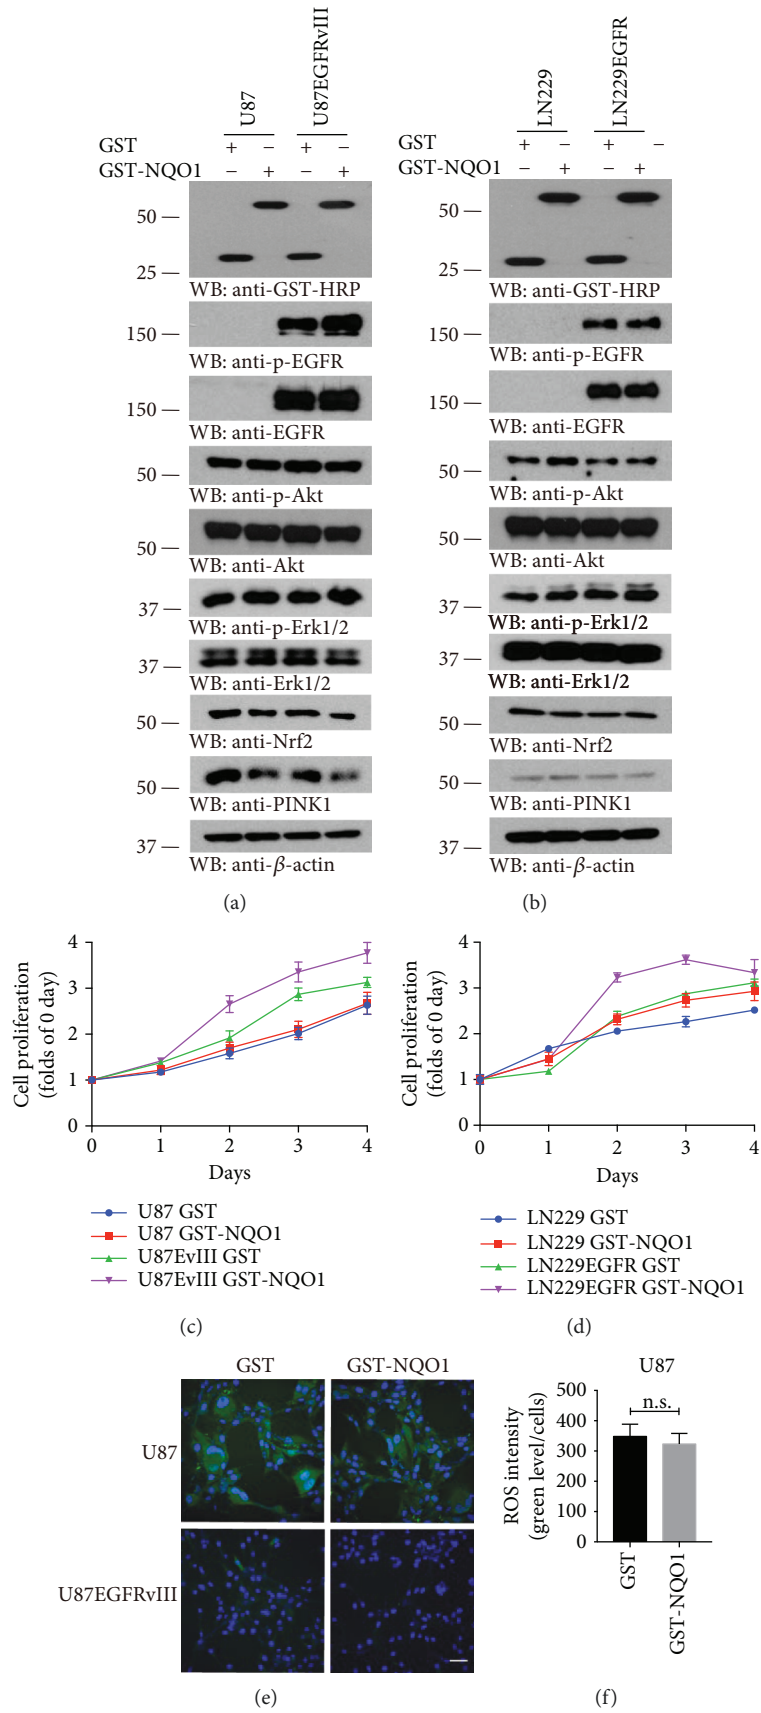 U87
U87EGFRvIII
GST + − + −
GST-NQO1 − + − +
50
25
WB: anti-GST-HRP
150
WB: anti-p-EGFR
150
WB: anti-EGFR
50
WB: anti-p-Akt
50
WB: anti-Akt
37
WB: anti-p-Erk1/2
37
WB: anti-Erk1/2
50
WB: anti-Nrf2
50
WB: anti-PINK1
37
WB: anti-β-actin
(a)
LN229
LN229EGFR
GST + − + −
GST-NQO1 − + − +
50
25
WB: anti-GST-HRP
150
WB: anti-p-EGFR
150
WB: anti-EGFR
50
WB: anti-p-Akt
50
WB: anti-Akt
37
WB: anti-p-Erk1/2
37
WB: anti-Erk1/2
50
WB: anti-Nrf2
50
WB: anti-PINK1
37
WB: anti-β-actin
(b)
Cell proliferation
(folds of 0 day)
4
3
2
1
0
0 1 2 3 4
Days
U87 GST
U87 GST-NQO1
U87EvIII GST
U87EvIII GST-NQO1
(c)
Cell proliferation
(folds of 0 day)
4
3
2
1
0
0 1 2 3 4
Days
LN229 GST
LN229 GST-NQO1
LN229EGFR GST
LN229EGFR GST-NQO1
(d)
GST GST-NQO1
U87
U87EGFRvIII
(e)
U87
ROS intensity
(green level/cells)
500
400
300
200
100
0
n.s.
GST
GST-NQO1
(f)